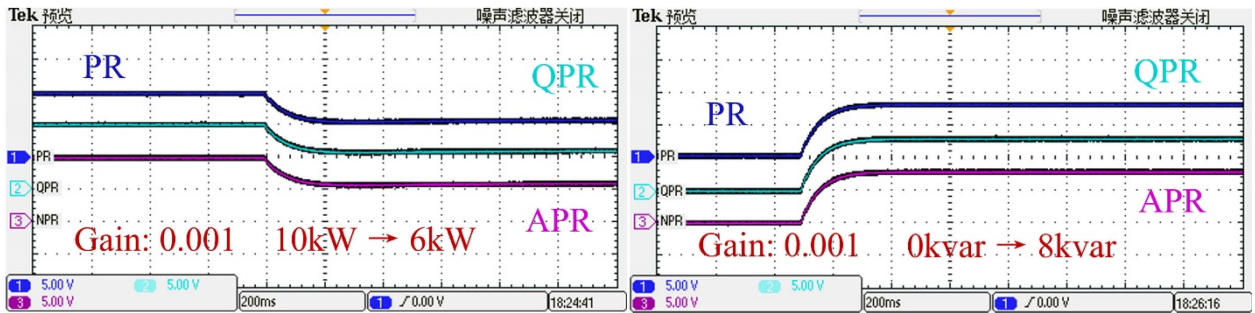 Tek 预览 噪声滤波器关闭
PR QPR
1 PR
2 QPR
3 NPR
APR
Gain: 0.001 10kW → 6kW
1 5.00 V 2 5.00 V
3 5.00 V 200ms 1 0.00 V 18:24:41
Tek 预览 噪声滤波器关闭
QPR
PR
1 PR
2 QPR
3 NPR
APR
Gain: 0.001 0kvar → 8kvar
1 5.00 V 2 5.00 V
3 5.00 V 200ms 1 0.00 V 18:26:16